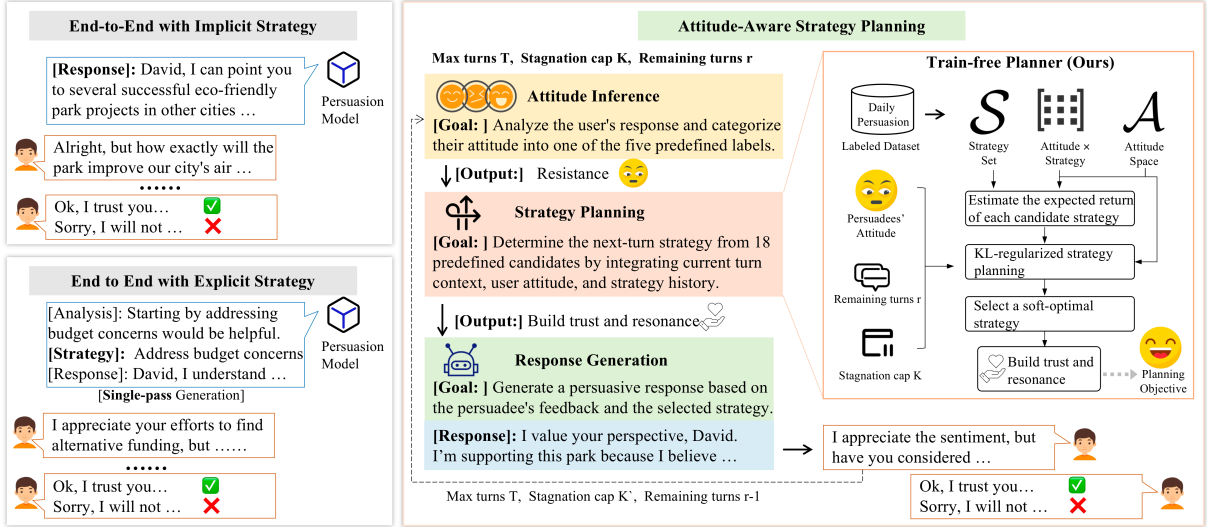 End-to-End with Implicit Strategy
[Response]: David, I can point you
to several successful eco-friendly
park projects in other cities …
Persuasion
Model
Alright, but how exactly will the
park improve our city's air …
……
Ok, I trust you…
Sorry, I will not …
End to End with Explicit Strategy
[Analysis]: Starting by addressing
budget concerns would be helpful.
[Strategy]: Address budget concerns
[Response]: David, I understand …
Persuasion
Model
[Single-pass Generation]
I appreciate your efforts to find
alternative funding, but ……
……
Ok, I trust you…
Sorry, I will not …
Attitude-Aware Strategy Planning
Max turns T, Stagnation cap K, Remaining turns r
Attitude Inference
[Goal: ] Analyze the user's response and categorize
their attitude into one of the five predefined labels.
[Output:] Resistance
Strategy Planning
[Goal: ] Determine the next-turn strategy from 18
predefined candidates by integrating current turn
context, user attitude, and strategy history.
[Output:] Build trust and resonance
Response Generation
[Goal: ] Generate a persuasive response based on
the persuadee's feedback and the selected strategy.
[Response]: I value your perspective, David.
I'm supporting this park because I believe …
Max turns T, Stagnation cap K`, Remaining turns r-1
Train-free Planner (Ours)
Daily
Persuasion
Labeled Dataset
S
Strategy
Set
Attitude ×
Strategy
A
Attitude
Space
Persuadees'
Attitude
Remaining turns r
Stagnation cap K
Estimate the expected return
of each candidate strategy
KL-regularized strategy
planning
Select a soft-optimal
strategy
Build trust and
resonance
Planning
Objective
I appreciate the sentiment, but
have you considered …
Ok, I trust you…
Sorry, I will not …